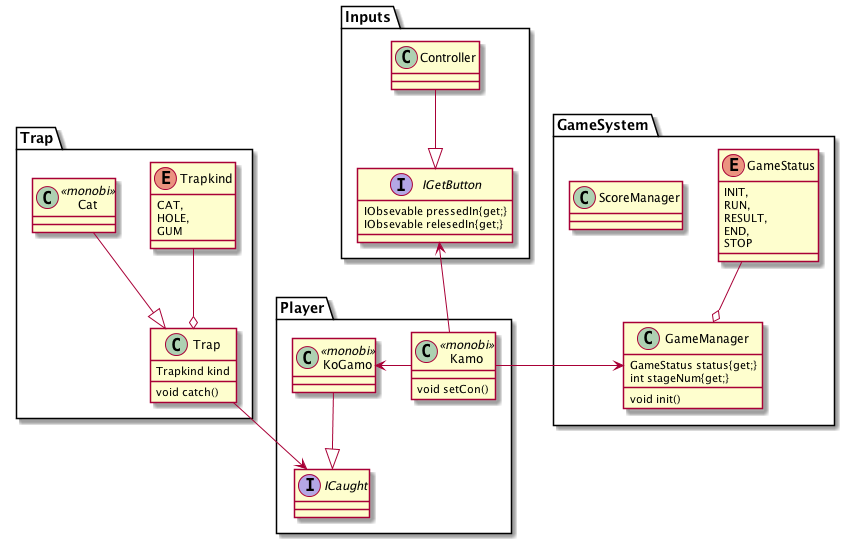 Inputs
C Controller
I IGetButton
IObsevable pressedIn{get;}
IObsevable relesedIn{get;}
Trap
C «monobi»
Cat
E Trapkind
CAT,
HOLE,
GUM
C Trap
Trapkind kind
void catch()
GameSystem
C ScoreManager
E GameStatus
INIT,
RUN,
RESULT,
END,
STOP
C GameManager
GameStatus status{get;}
int stageNum{get;}
void init()
Player
C «monobi»
KoGamo
C «monobi»
Kamo
void setCon()
I ICaught